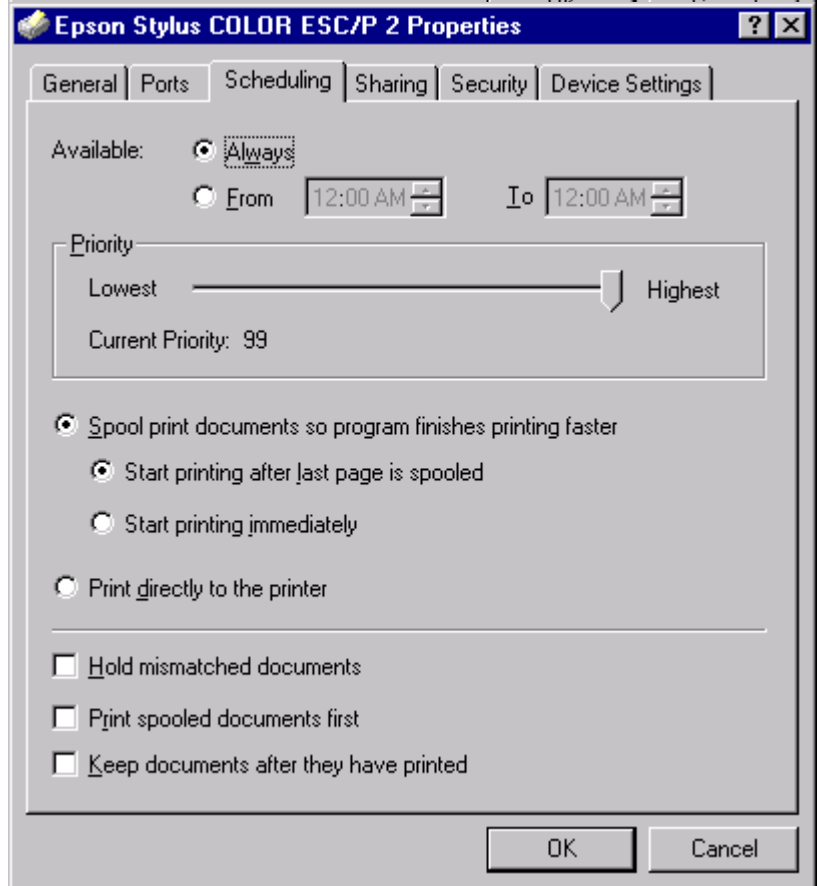 Epson Stylus COLOR ESC/P 2 Properties
General Ports Scheduling Sharing Security Device Settings
Available: Always
From 12:00 AM To 12:00 AM
Priority
Lowest Highest
Current Priority: 99
Spool print documents so program finishes printing faster
Start printing after last page is spooled
Start printing immediately
Print directly to the printer
Hold mismatched documents
Print spooled documents first
Keep documents after they have printed
OK Cancel